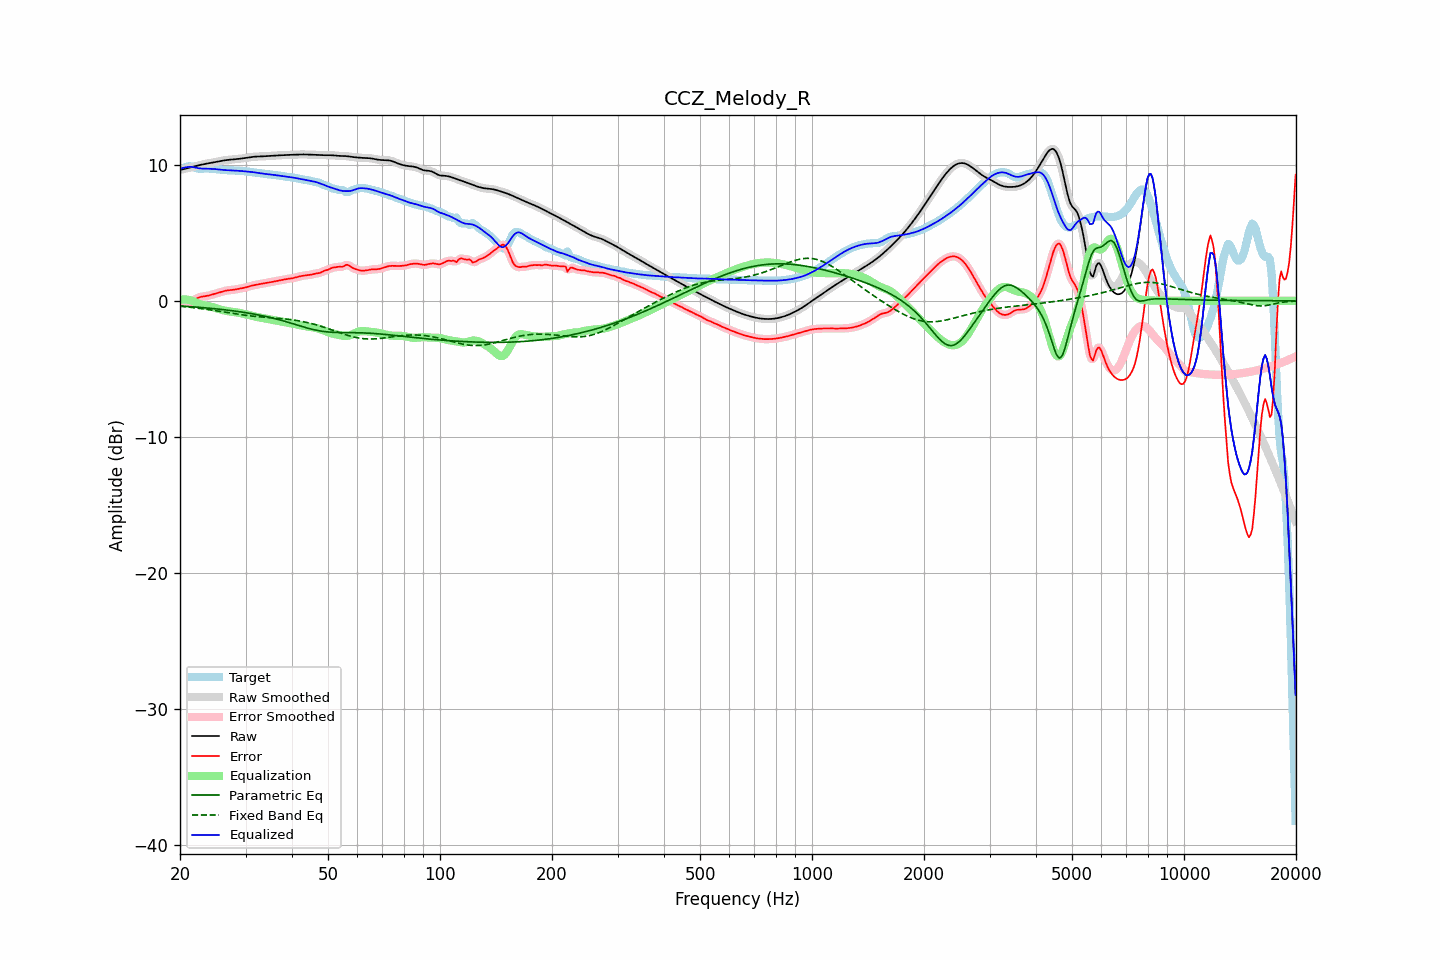 CCZ_Melody_R
Amplitude (dBr)
10
0
−10
−20
−30
−40
Target
Raw Smoothed
Error Smoothed
Raw
Error
Equalization
Parametric Eq
Fixed Band Eq
Equalized
20 50 100 200 500 1000 2000 5000 10000 20000
Frequency (Hz)